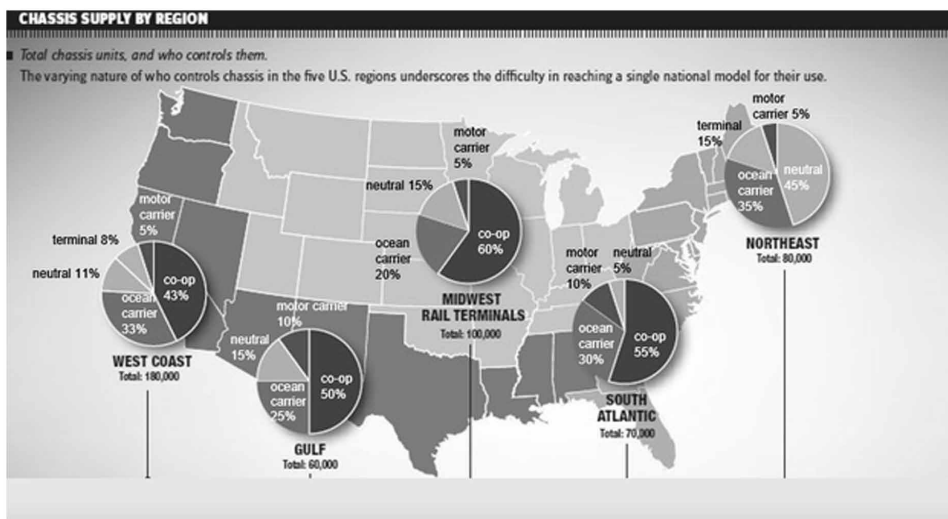 CHASSIS SUPPLY BY REGION
Total chassis units, and who controls them.
The varying nature of who controls chassis in the five U.S. regions underscores the difficulty in reaching a single national model for their use.
motor
carrier
5%
terminal 8%
neutral 11%
co-op
43%
ocean
carrier
33%
WEST COAST
Total: 180,000
motor carrier
10%
neutral
15%
co-op
50%
ocean
carrier
25%
GULF
Total: 60,000
motor
carrier
5%
neutral 15%
ocean
carrier
20%
co-op
60%
MIDWEST
RAIL TERMINALS
Total: 100,000
motor
carrier
10%
neutral
5%
ocean
carrier
30%
co-op
55%
SOUTH
ATLANTIC
Total: 70,000
motor
carrier 5%
terminal
15%
ocean
carrier
35%
neutral
45%
NORTHEAST
Total: 80,000